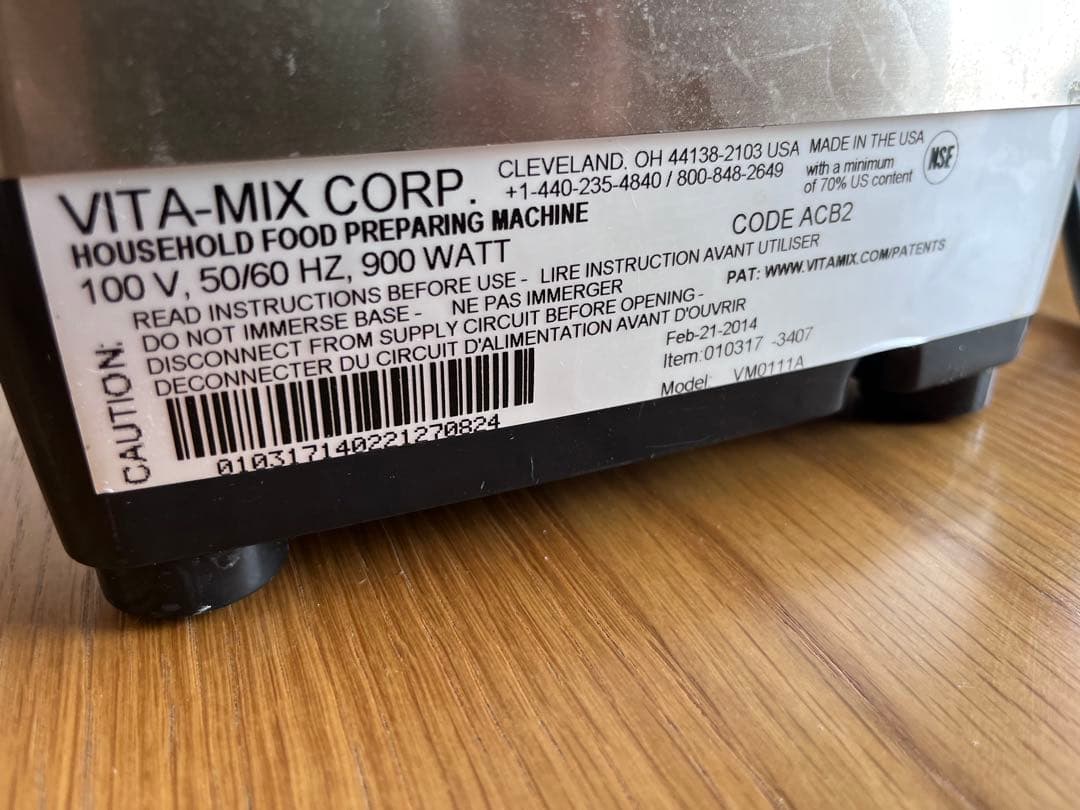 VITA-MIX CORP.
CLEVELAND, OH 44138-2103 USA
+1-440-235-4840 / 800-848-2649
MADE IN THE USA
with a minimum
of 70% US content
NSF
HOUSEHOLD FOOD PREPARING MACHINE
100 V, 50/60 HZ, 900 WATT
CODE ACB2
CAUTION:
READ INSTRUCTIONS BEFORE USE - LIRE INSTRUCTION AVANT UTILISER
DO NOT IMMERSE BASE - NE PAS IMMERGER
PAT: WWW.VITAMIX.COM/PATENTS
DISCONNECT FROM SUPPLY CIRCUIT BEFORE OPENING -
DECONNECTER DU CIRCUIT D'ALIMENTATION AVANT D'OUVRIR
Feb-21-2014
Item:010317 -3407
Model: VM0111A
010317140221270824